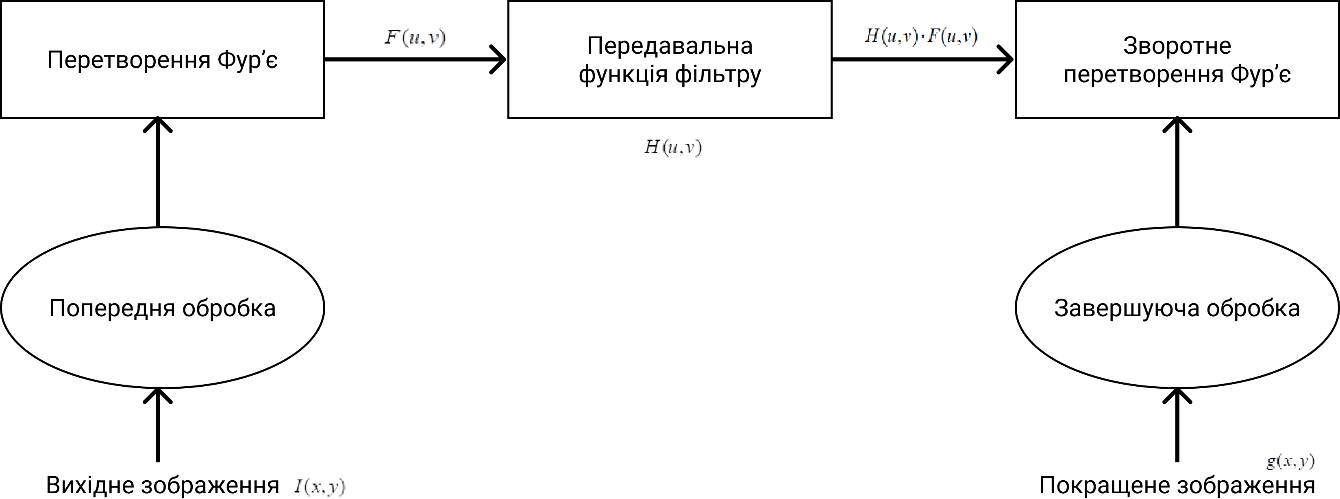 Перетворення Фур’є
F(u,v)
Передавальна
функція фільтру
H(u,v)·F(u,v)
Зворотне
перетворення Фур’є
H(u,v)
Попередня обробка
Завершуюча обробка
Вихідне зображення I(x,y)
g(x,y)
Покращене зображення